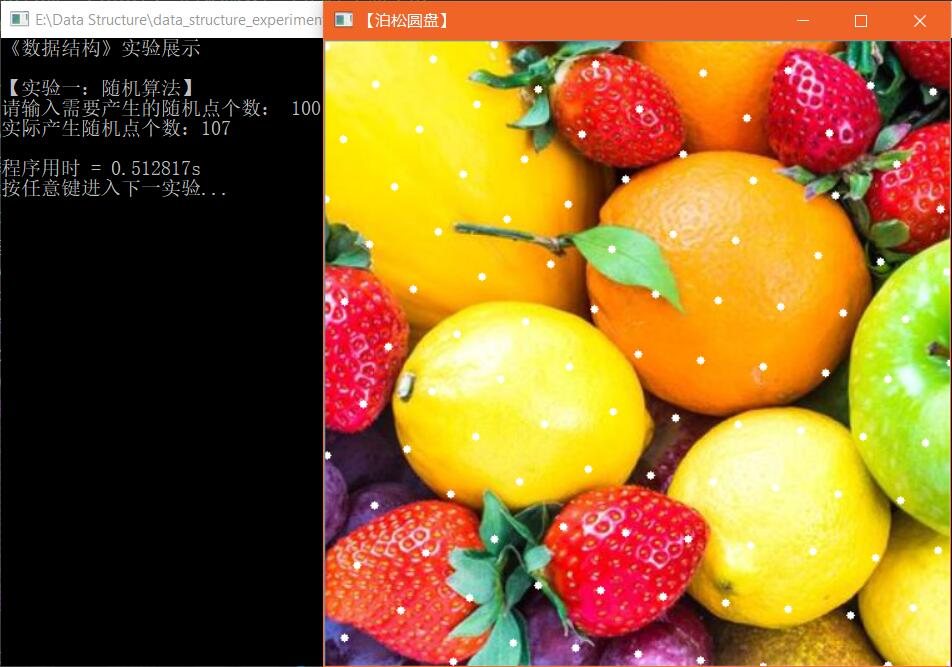 E:\Data Structure\data_structure_experiment
【泊松圆盘】
《数据结构》实验展示
【实验一：随机算法】
请输入需要产生的随机点个数： 100
实际产生随机点个数：107
程序用时 = 0.512817s
按任意键进入下一实验...